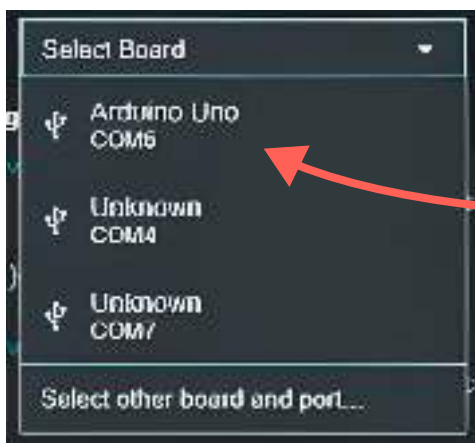 Select Board
Arduino Uno
COM6
Unknown
COM4
Unknown
COM7
Select other board and port...